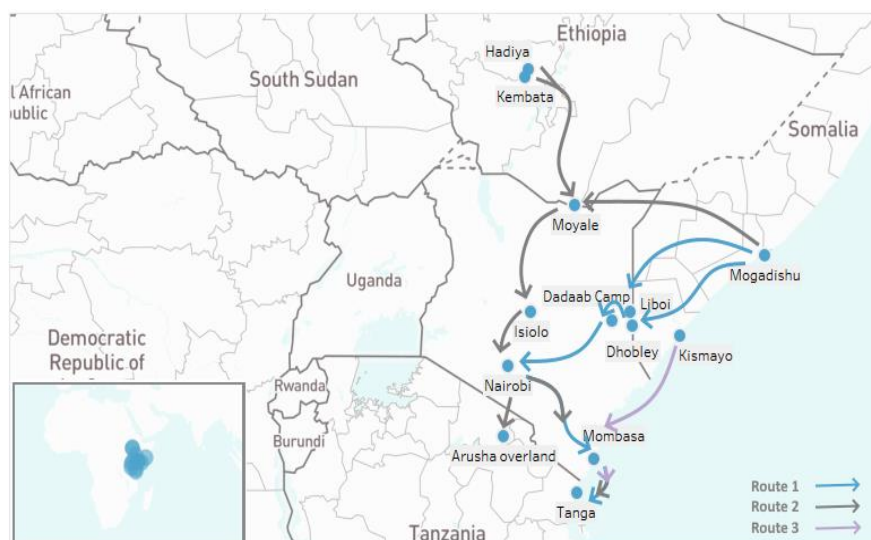 Hadiya
Ethiopia
Kembata
South Sudan
Somalia
l African
public
Moyale
Mogadishu
Uganda
Dadaab Camp
Liboi
Isiolo
Dhobley
Kismayo
Democratic
Republic of
Rwanda
Nairobi
Burundi
Mombasa
Arusha overland
Tanga
Tanzania
Route 1
Route 2
Route 3